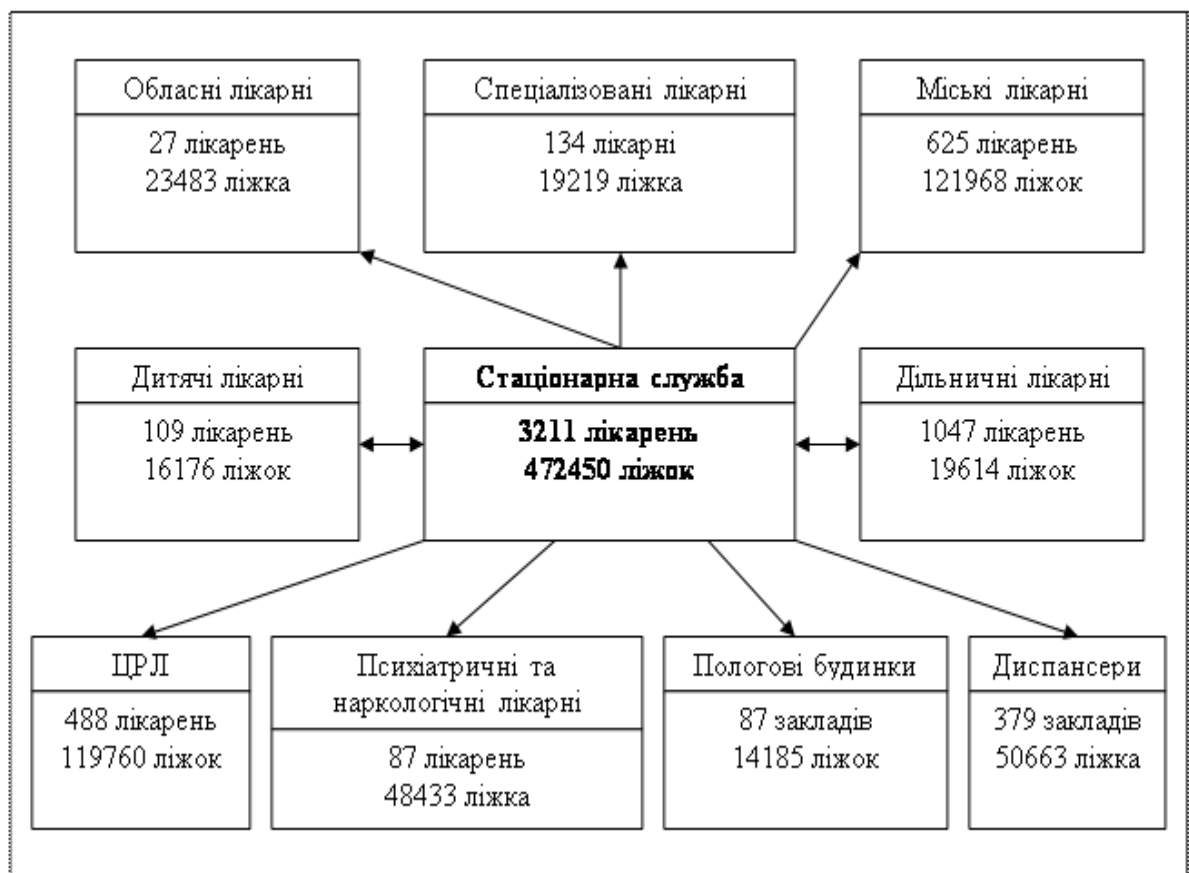 Обласні лікарні
27 лікарень
23483 ліжка
Спеціалізовані лікарні
134 лікарні
19219 ліжка
Міські лікарні
625 лікарень
121968 ліжок
Дитячі лікарні
109 лікарень
16176 ліжок
Стаціонарна служба
3211 лікарень
472450 ліжок
Дільничні лікарні
1047 лікарень
19614 ліжок
ЦРЛ
488 лікарень
119760 ліжок
Психіатричні та
наркологічні лікарні
87 лікарень
48433 ліжка
Пологові будинки
87 закладів
14185 ліжок
Диспансери
379 закладів
50663 ліжка